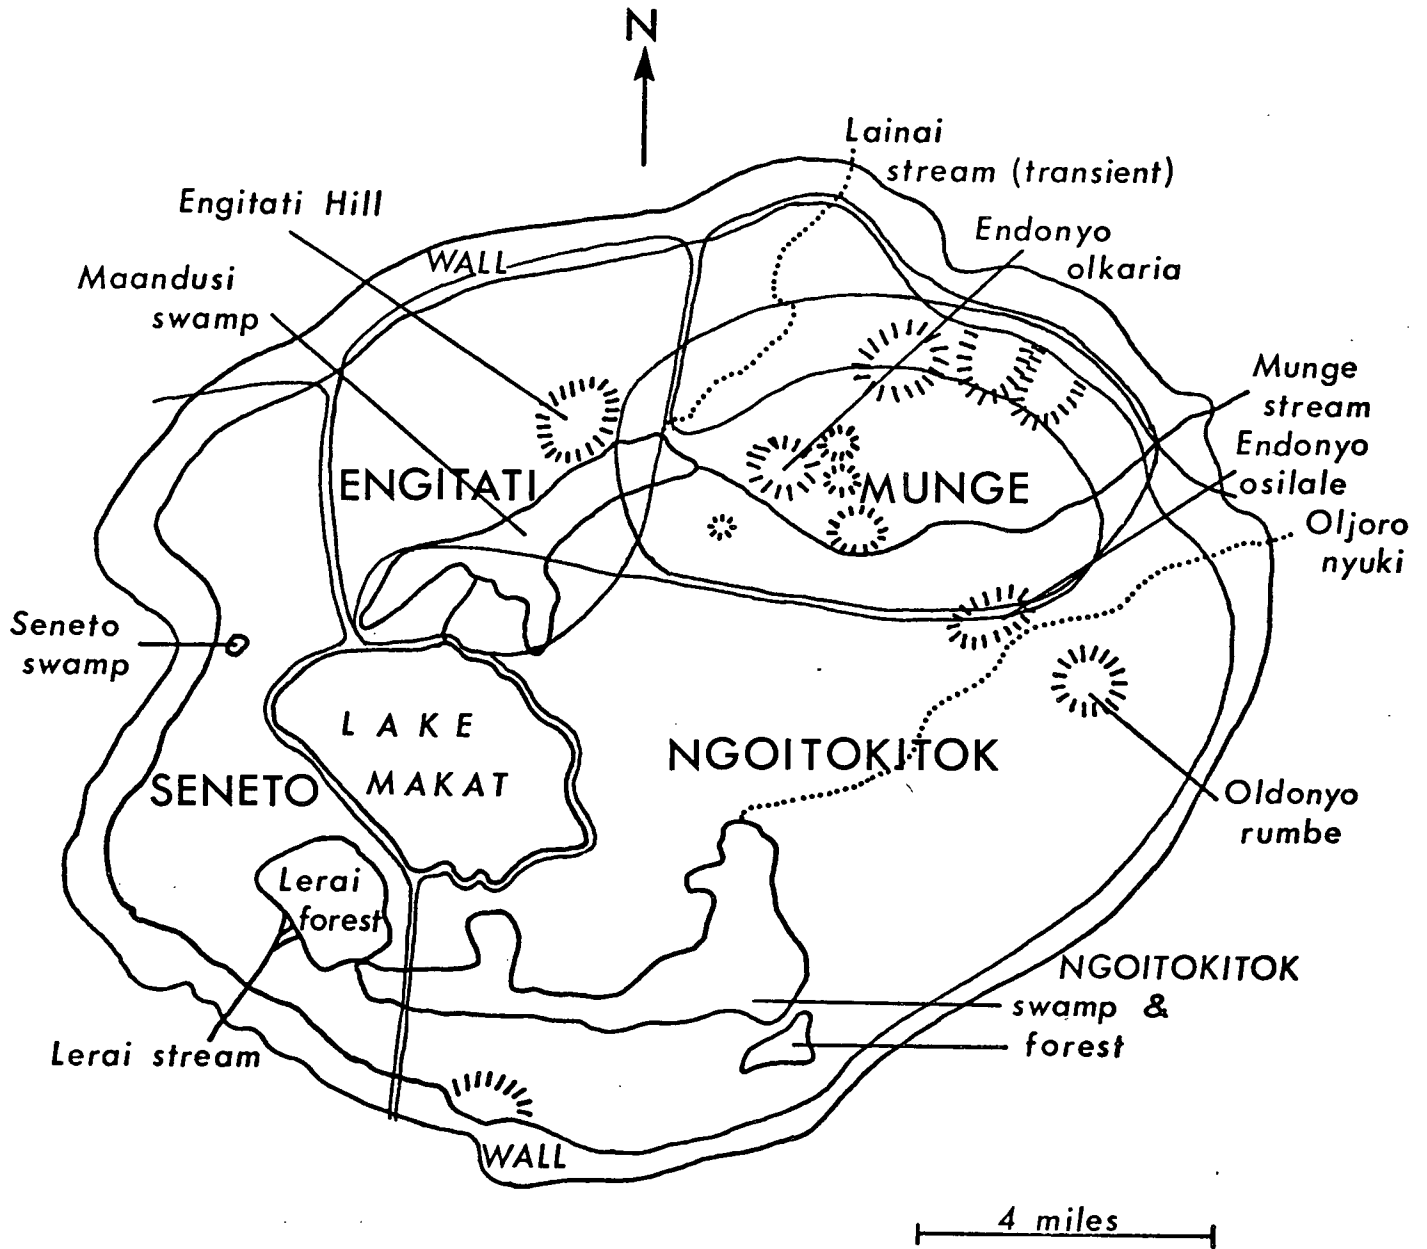 N
Lainai
stream (transient)
Engitati Hill
Endonyo
olkaria
WALL
Maandusi
swamp
Munge
stream
Endonyo
osilale
ENGITATI
MUNGE
Oljoro
nyuki
Seneto
swamp
LAKE
MAKAT
NGOITOKITOK
SENETO
Oldonyo
rumbe
Lerai
forest
NGOITOKITOK
swamp &
forest
Lerai stream
WALL
4 miles